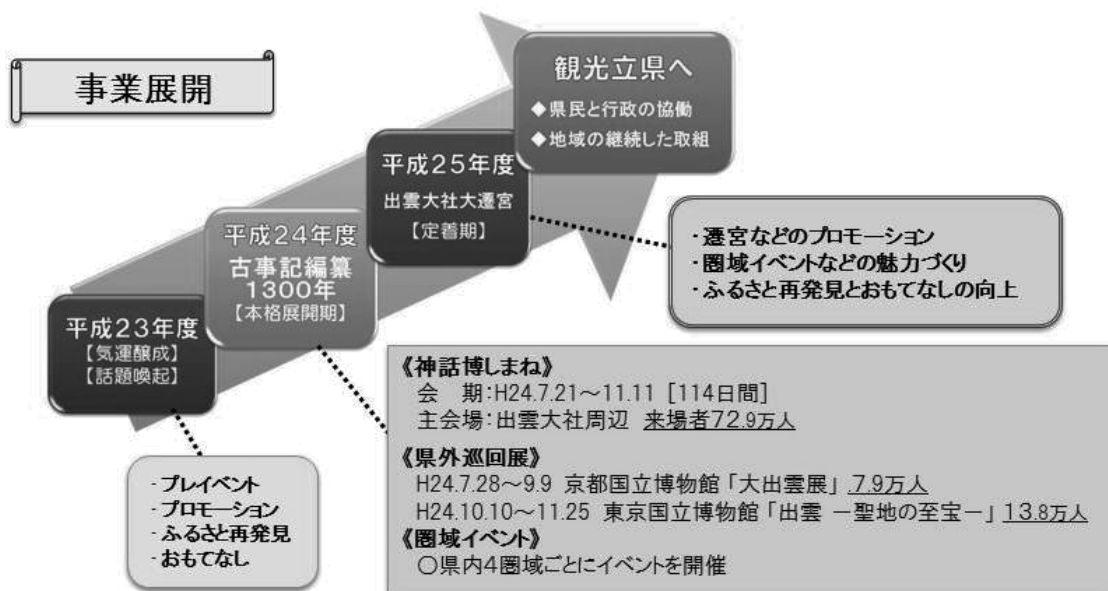 事業展開
観光立県へ
◆県民と行政の協働
◆地域の継続した取組
平成25年度
出雲大社大遷宮
【定着期】
平成24年度
古事記編纂
1300年
【本格展開期】
平成23年度
【気運醸成】
【話題喚起】
・遷宮などのプロモーション
・圏域イベントなどの魅力づくり
・ふるさと再発見とおもてなしの向上
《神話博しまね》
会　期：H24.7.21～11.11 [114日間]
主会場：出雲大社周辺 来場者72.9万人
《県外巡回展》
H24.7.28～9.9 京都国立博物館「大出雲展」 7.9万人
H24.10.10～11.25 東京国立博物館「出雲 －聖地の至宝－」 13.8万人
《圏域イベント》
○県内4圏域ごとにイベントを開催
・プレイベント
・プロモーション
・ふるさと再発見
・おもてなし